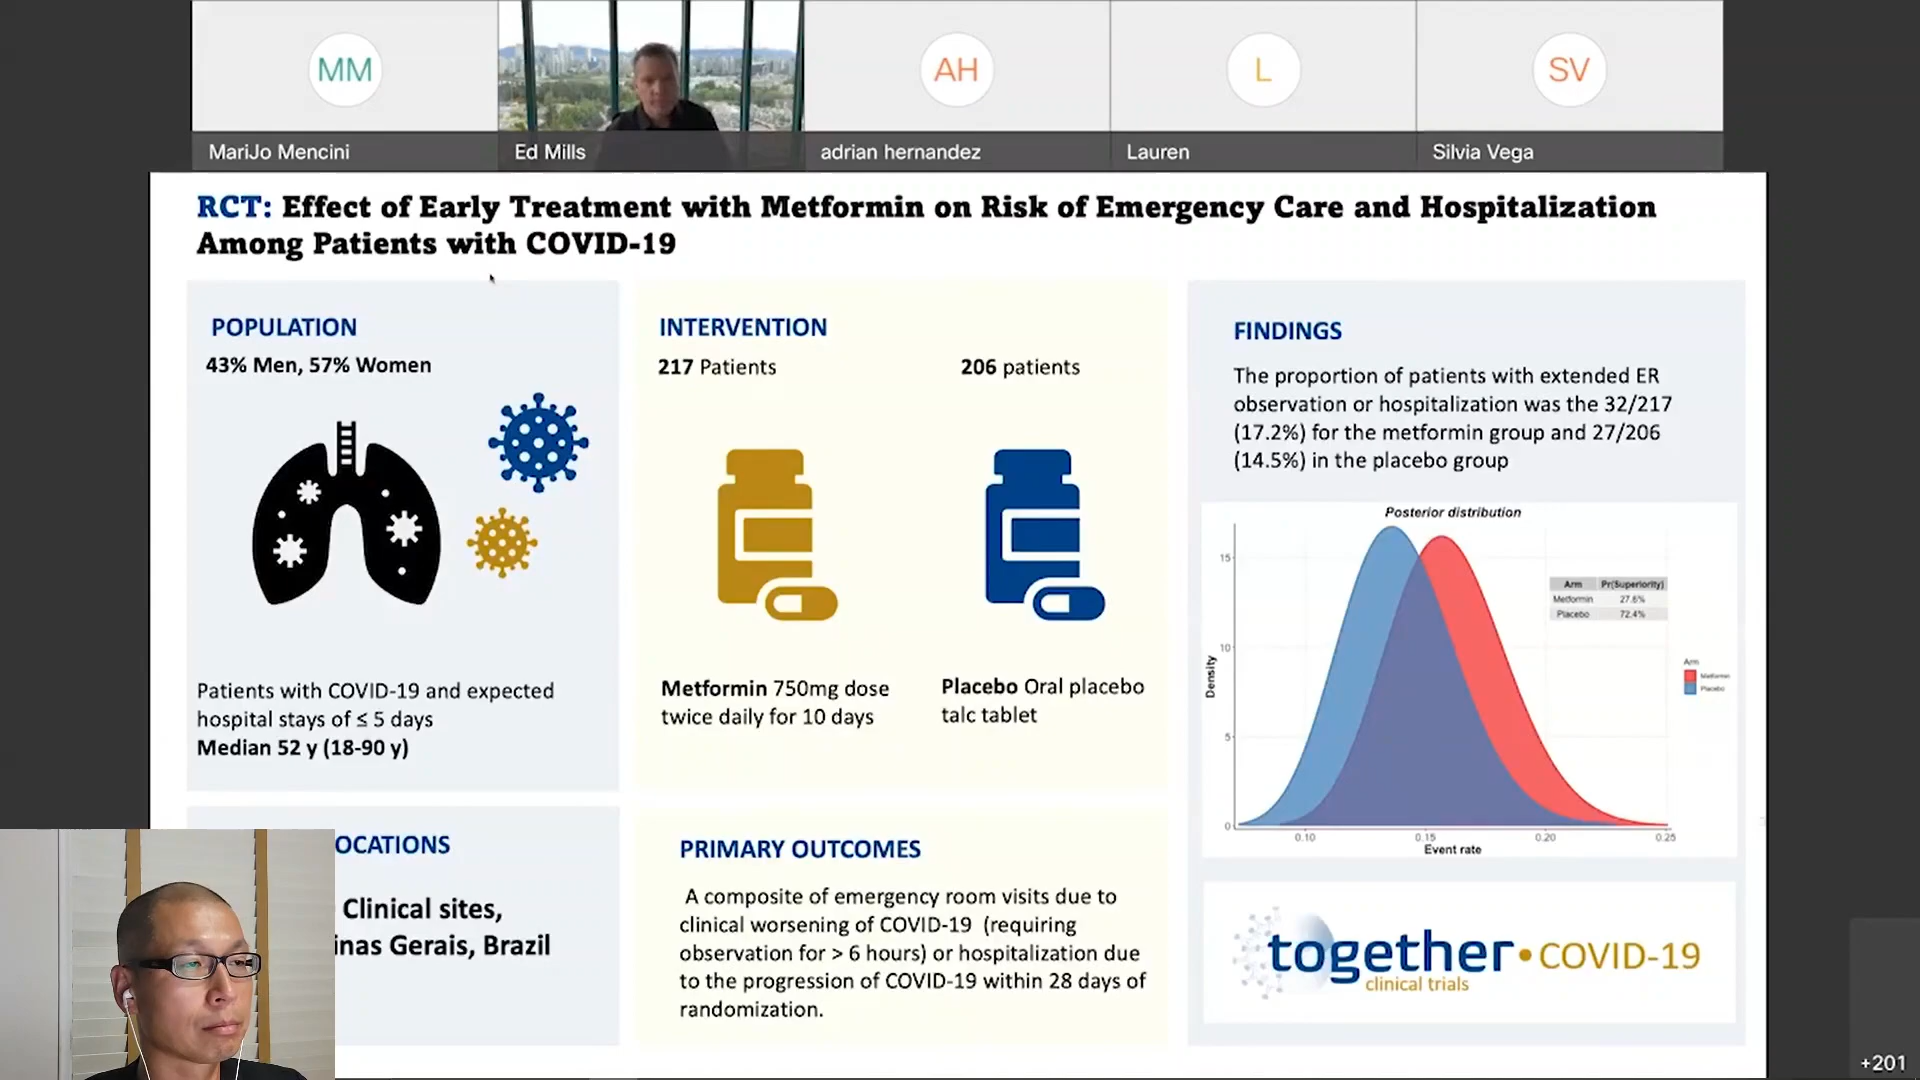 MM
AH
L
SV
MariJo Mencini
Ed Mills
adrian hernandez
Lauren
Silvia Vega
RCT: Effect of Early Treatment with Metformin on Risk of Emergency Care and Hospitalization
Among Patients with COVID-19
POPULATION
43% Men, 57% Women
Patients with COVID-19 and expected
hospital stays of ≤ 5 days
Median 52 y (18-90 y)
OCATIONS
Clinical sites,
inas Gerais, Brazil
INTERVENTION
217 Patients
206 patients
Metformin 750mg dose
twice daily for 10 days
Placebo Oral placebo
talc tablet
PRIMARY OUTCOMES
A composite of emergency room visits due to
clinical worsening of COVID-19 (requiring
observation for > 6 hours) or hospitalization due
to the progression of COVID-19 within 28 days of
randomization.
FINDINGS
The proportion of patients with extended ER
observation or hospitalization was the 32/217
(17.2%) for the metformin group and 27/206
(14.5%) in the placebo group
Posterior distribution
Arm Pr(Superiority)
Metformin 27.6%
Placebo 72.4%
Arm
Metformin
Placebo
Density
15
10
5
0
0.10 0.15 0.20 0.25
Event rate
together•COVID-19
clinical trials
+201